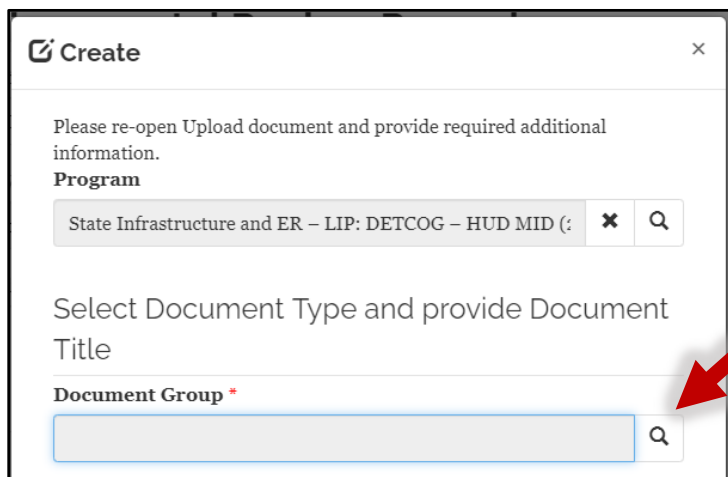 Create
×
Please re-open Upload document and provide required additional
information.
Program
State Infrastructure and ER – LIP: DETCOG – HUD MID (
Select Document Type and provide Document
Title
Document Group *